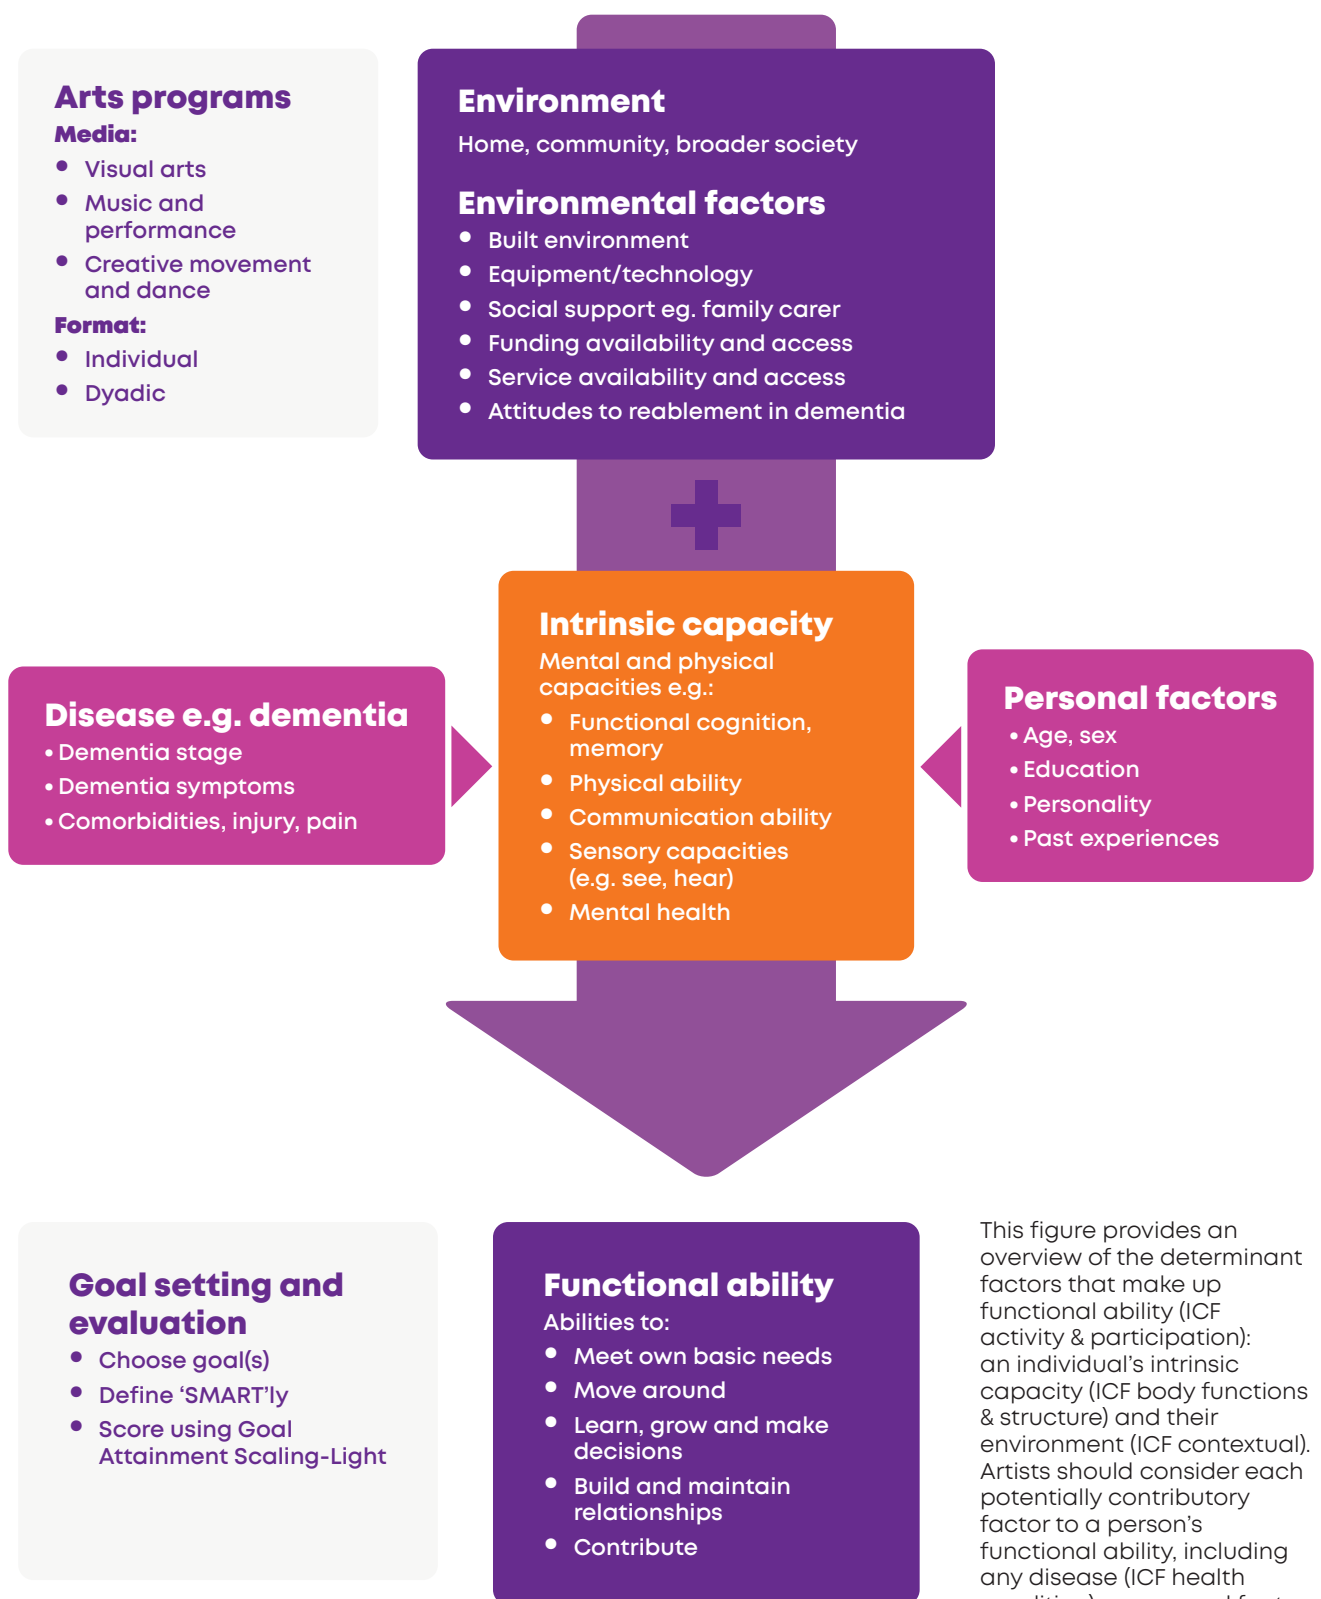 Arts programs
Media:
• Visual arts
• Music and
performance
• Creative movement
and dance
Format:
• Individual
• Dyadic
Environment
Home, community, broader society
Environmental factors
• Built environment
• Equipment/technology
• Social support eg. family carer
• Funding availability and access
• Service availability and access
• Attitudes to reablement in dementia
Disease e.g. dementia
• Dementia stage
• Dementia symptoms
• Comorbidities, injury, pain
Intrinsic capacity
Mental and physical
capacities e.g.:
• Functional cognition,
memory
• Physical ability
• Communication ability
• Sensory capacities
(e.g. see, hear)
• Mental health
Personal factors
• Age, sex
• Education
• Personality
• Past experiences
Goal setting and
evaluation
• Choose goal(s)
• Define ‘SMART’ly
• Score using Goal
Attainment Scaling-Light
Functional ability
Abilities to:
• Meet own basic needs
• Move around
• Learn, grow and make
decisions
• Build and maintain
relationships
• Contribute
This figure provides an
overview of the determinant
factors that make up
functional ability (ICF
activity & participation):
an individual’s intrinsic
capacity (ICF body functions
& structure) and their
environment (ICF contextual).
Artists should consider each
potentially contributory
factor to a person’s
functional ability, including
any disease (ICF health